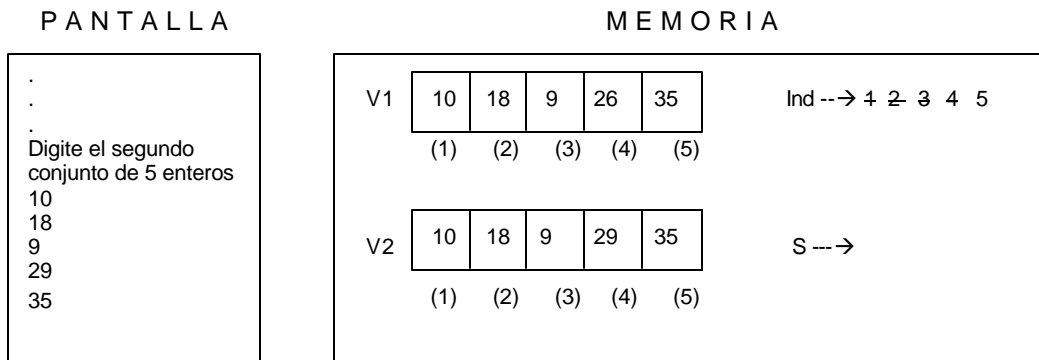 PANTALLA
MEMORIA
.
.
.
Digite el segundo
conjunto de 5 enteros
10
18
9
29
35
V1 10 18 9 26 35 Ind --→ 1 2 3 4 5
(1) (2) (3) (4) (5)
V2 10 18 9 29 35 S ---→
(1) (2) (3) (4) (5)